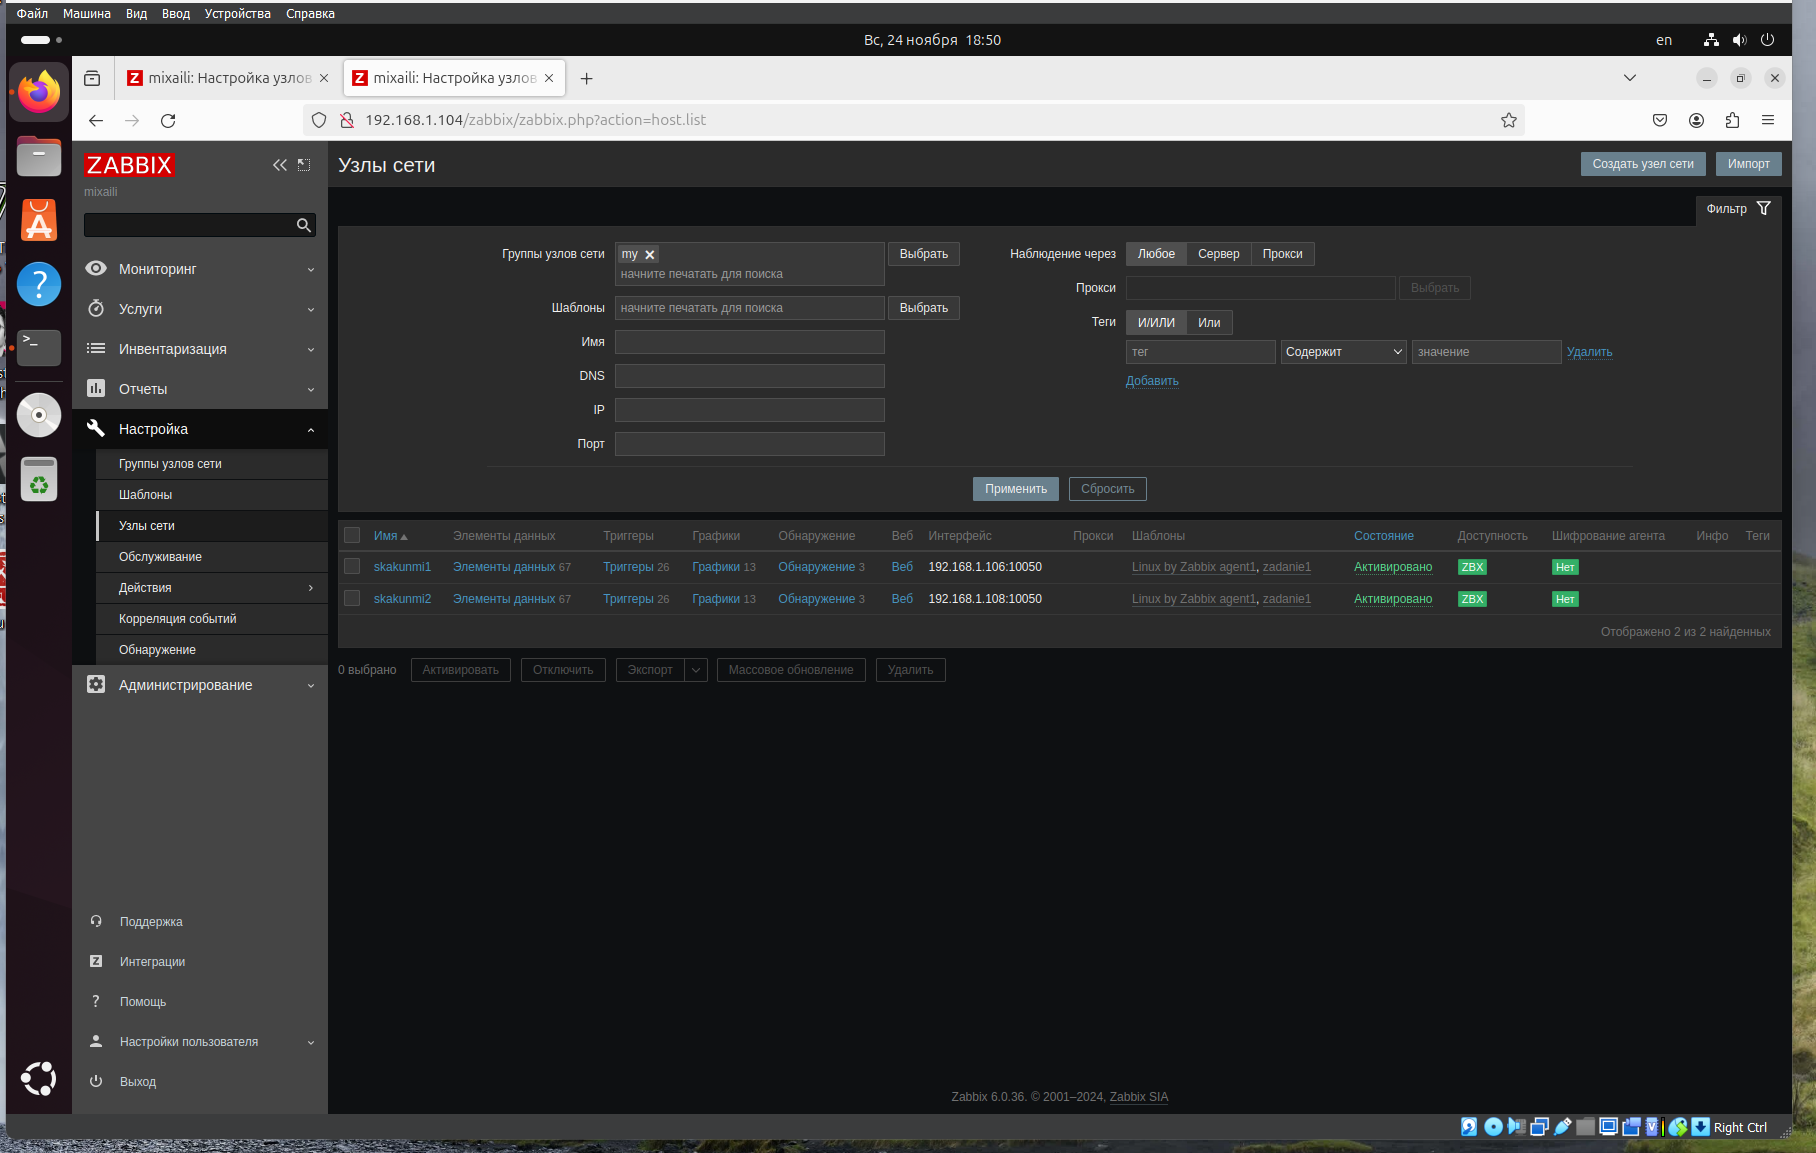 Файл Машина Вид Ввод Устройства Справка
Вс, 24 ноября 18:50
en
mixaili: Настройка узлов
mixaili: Настройка узлов
192.168.1.104/zabbix/zabbix.php?action=host.list
ZABBIX
mixaili
Мониторинг
Услуги
Инвентаризация
Отчеты
Настройка
Группы узлов сети
Шаблоны
Узлы сети
Обслуживание
Действия
Корреляция событий
Обнаружение
Администрирование
Поддержка
Интеграции
Помощь
Настройки пользователя
Выход
Узлы сети
Создать узел сети Импорт
Фильтр
Группы узлов сети my начните печатать для поиска Выбрать
Шаблоны начните печатать для поиска Выбрать
Имя
DNS
IP
Порт
Наблюдение через Любое Сервер Прокси
Прокси Выбрать
Теги И/ИЛИ Или
тег Содержит значение Удалить
Добавить
Применить Сбросить
Имя Элементы данных Триггеры Графики Обнаружение Веб Интерфейс Прокси Шаблоны Состояние Доступность Шифрование агента Инфо Теги
skakunmi1 Элементы данных 67 Триггеры 26 Графики 13 Обнаружение 3 Веб 192.168.1.106:10050 Linux by Zabbix agent1, zadanie1 Активировано ZBX Нет
skakunmi2 Элементы данных 67 Триггеры 26 Графики 13 Обнаружение 3 Веб 192.168.1.108:10050 Linux by Zabbix agent1, zadanie1 Активировано ZBX Нет
Отображено 2 из 2 найденных
0 выбрано Активировать Отключить Экспорт Массовое обновление Удалить
Zabbix 6.0.36. © 2001–2024, Zabbix SIA
Right Ctrl